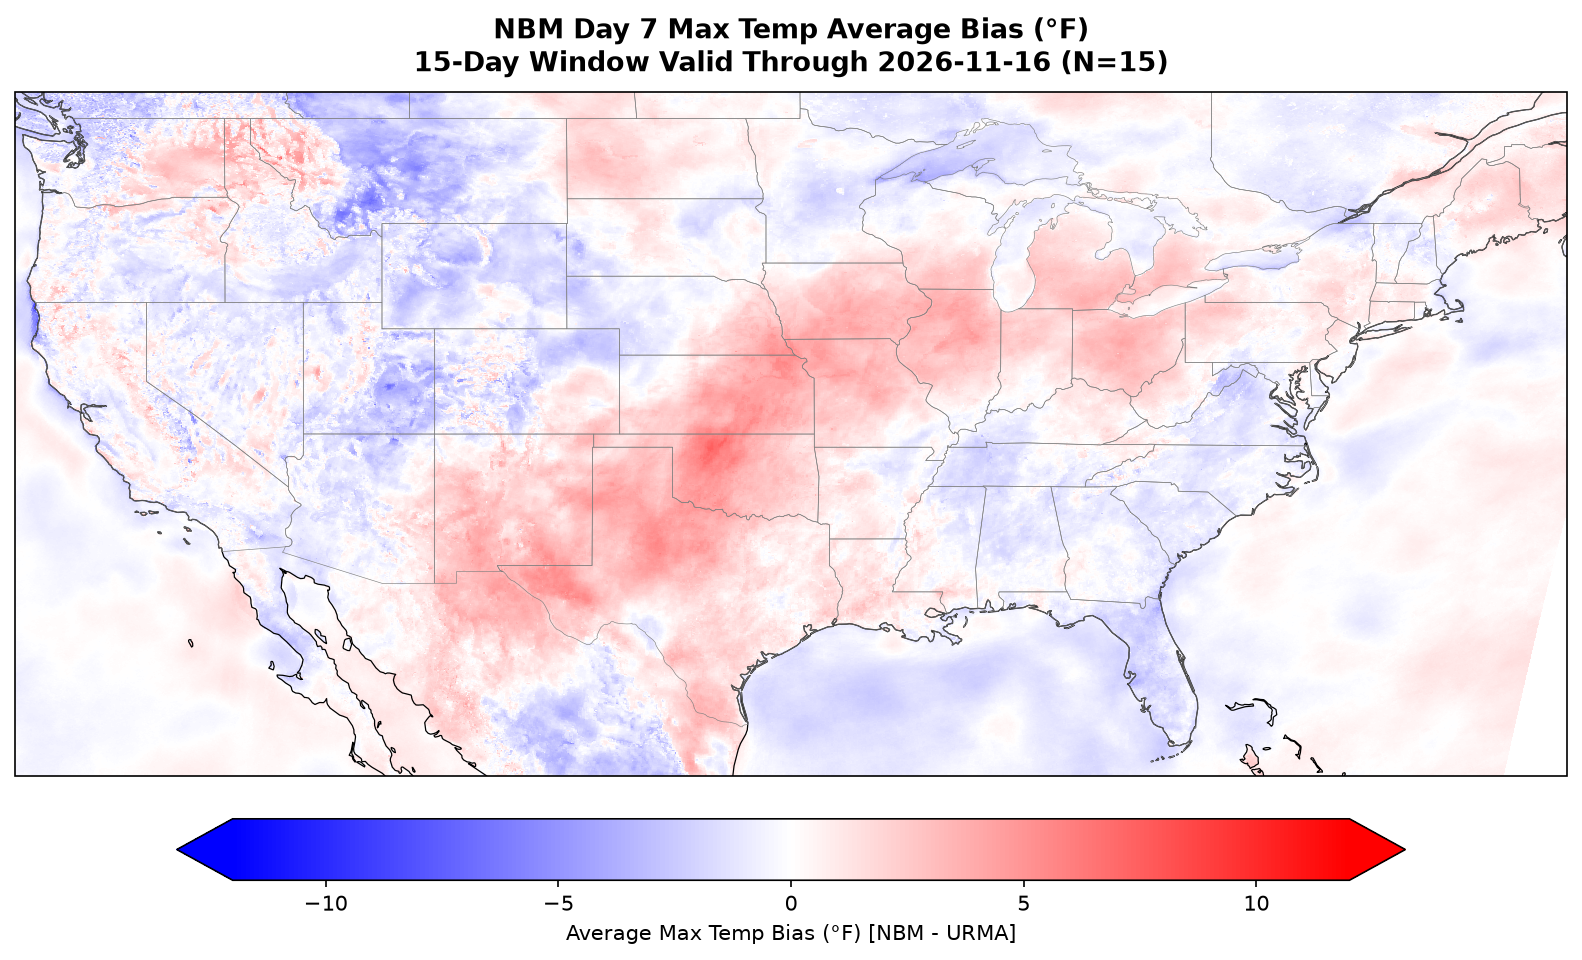 NBM Day 7 Max Temp Average Bias (°F)
15-Day Window Valid Through 2026-11-16 (N=15)
−10 −5 0 5 10
Average Max Temp Bias (°F) [NBM - URMA]